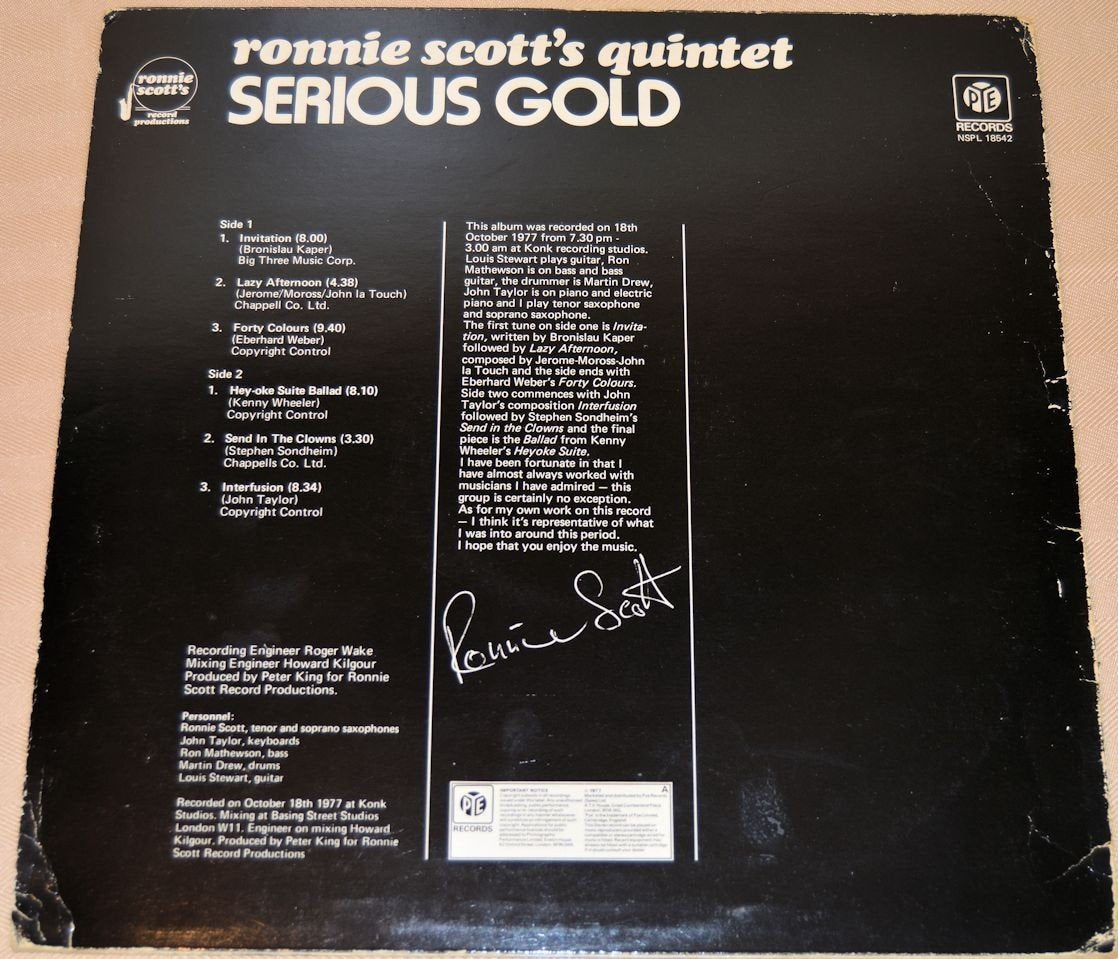 ronnie scott's quintet
SERIOUS GOLD
ronnie
scott's
record
productions
PYE
RECORDS
NSPL 18542
Side 1
1. Invitation (8.00)
(Bronislau Kaper)
Big Three Music Corp.
2. Lazy Afternoon (4.38)
(Jerome/Moross/John la Touch)
Chappell Co. Ltd.
3. Forty Colours (9.40)
(Eberhard Weber)
Copyright Control
Side 2
1. Hey-oke Suite Ballad (8.10)
(Kenny Wheeler)
Copyright Control
2. Send In The Clowns (3.30)
(Stephen Sondheim)
Chappells Co. Ltd.
3. Interfusion (8.34)
(John Taylor)
Copyright Control
Recording Engineer Roger Wake
Mixing Engineer Howard Kilgour
Produced by Peter King for Ronnie
Scott Record Productions.
Personnel:
Ronnie Scott, tenor and soprano saxophones
John Taylor, keyboards
Ron Mathewson, bass
Martin Drew, drums
Louis Stewart, guitar
Recorded on October 18th 1977 at Konk
Studios. Mixing at Basing Street Studios
London W11. Engineer on mixing Howard
Kilgour. Produced by Peter King for Ronnie
Scott Record Productions
This album was recorded on 18th
October 1977 from 7.30 pm -
3.00 am at Konk recording studios.
Louis Stewart plays guitar, Ron
Mathewson is on bass and bass
guitar, the drummer is Martin Drew,
John Taylor is on piano and electric
piano and I play tenor saxophone
and soprano saxophone.
The first tune on side one is Invita-
tion, written by Bronislau Kaper
followed by Lazy Afternoon,
composed by Jerome-Moross-John
la Touch and the side ends with
Eberhard Weber's Forty Colours.
Side two commences with John
Taylor's composition Interfusion
followed by Stephen Sondheim's
Send in the Clowns and the final
piece is the Ballad from Kenny
Wheeler's Heyoke Suite.
I have been fortunate in that I
have almost always worked with
musicians I have admired — this
group is certainly no exception.
As for my own work on this record
— I think it's representative of what
I was into around this period.
I hope that you enjoy the music.
Ronnie Scott
PYE
RECORDS
IMPORTANT NOTICE
© 1977
A